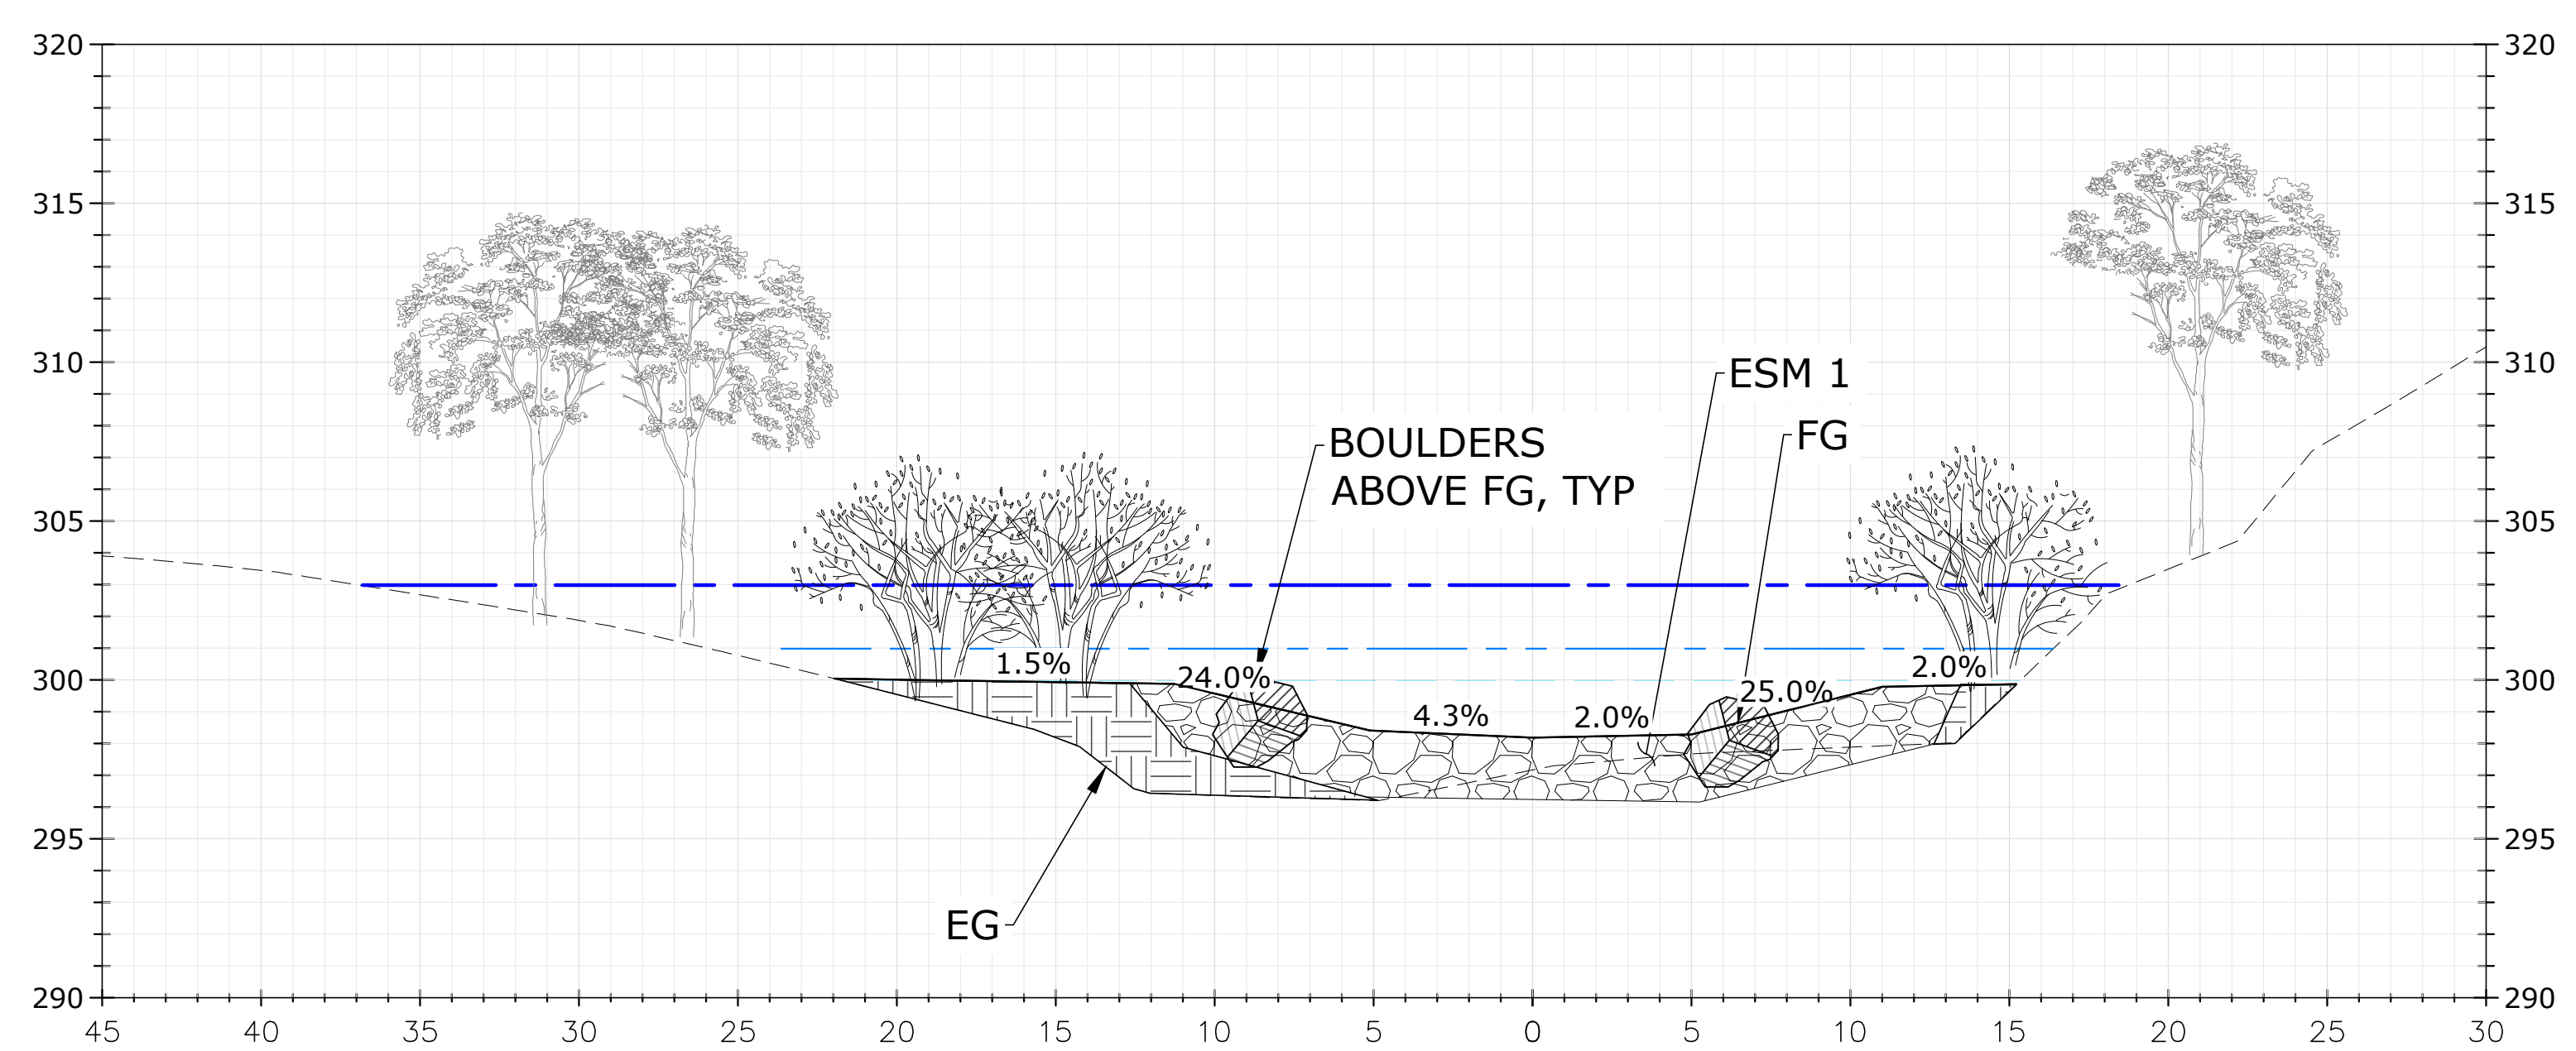 320 320
315 315
310 310
ESM 1
FG
BOULDERS
ABOVE FG, TYP
305 305
1.5% 24.0% 4.3% 2.0% 25.0% 2.0%
300 300
295 295
EG
290 290
45 40 35 30 25 20 15 10 5 0 5 10 15 20 25 30